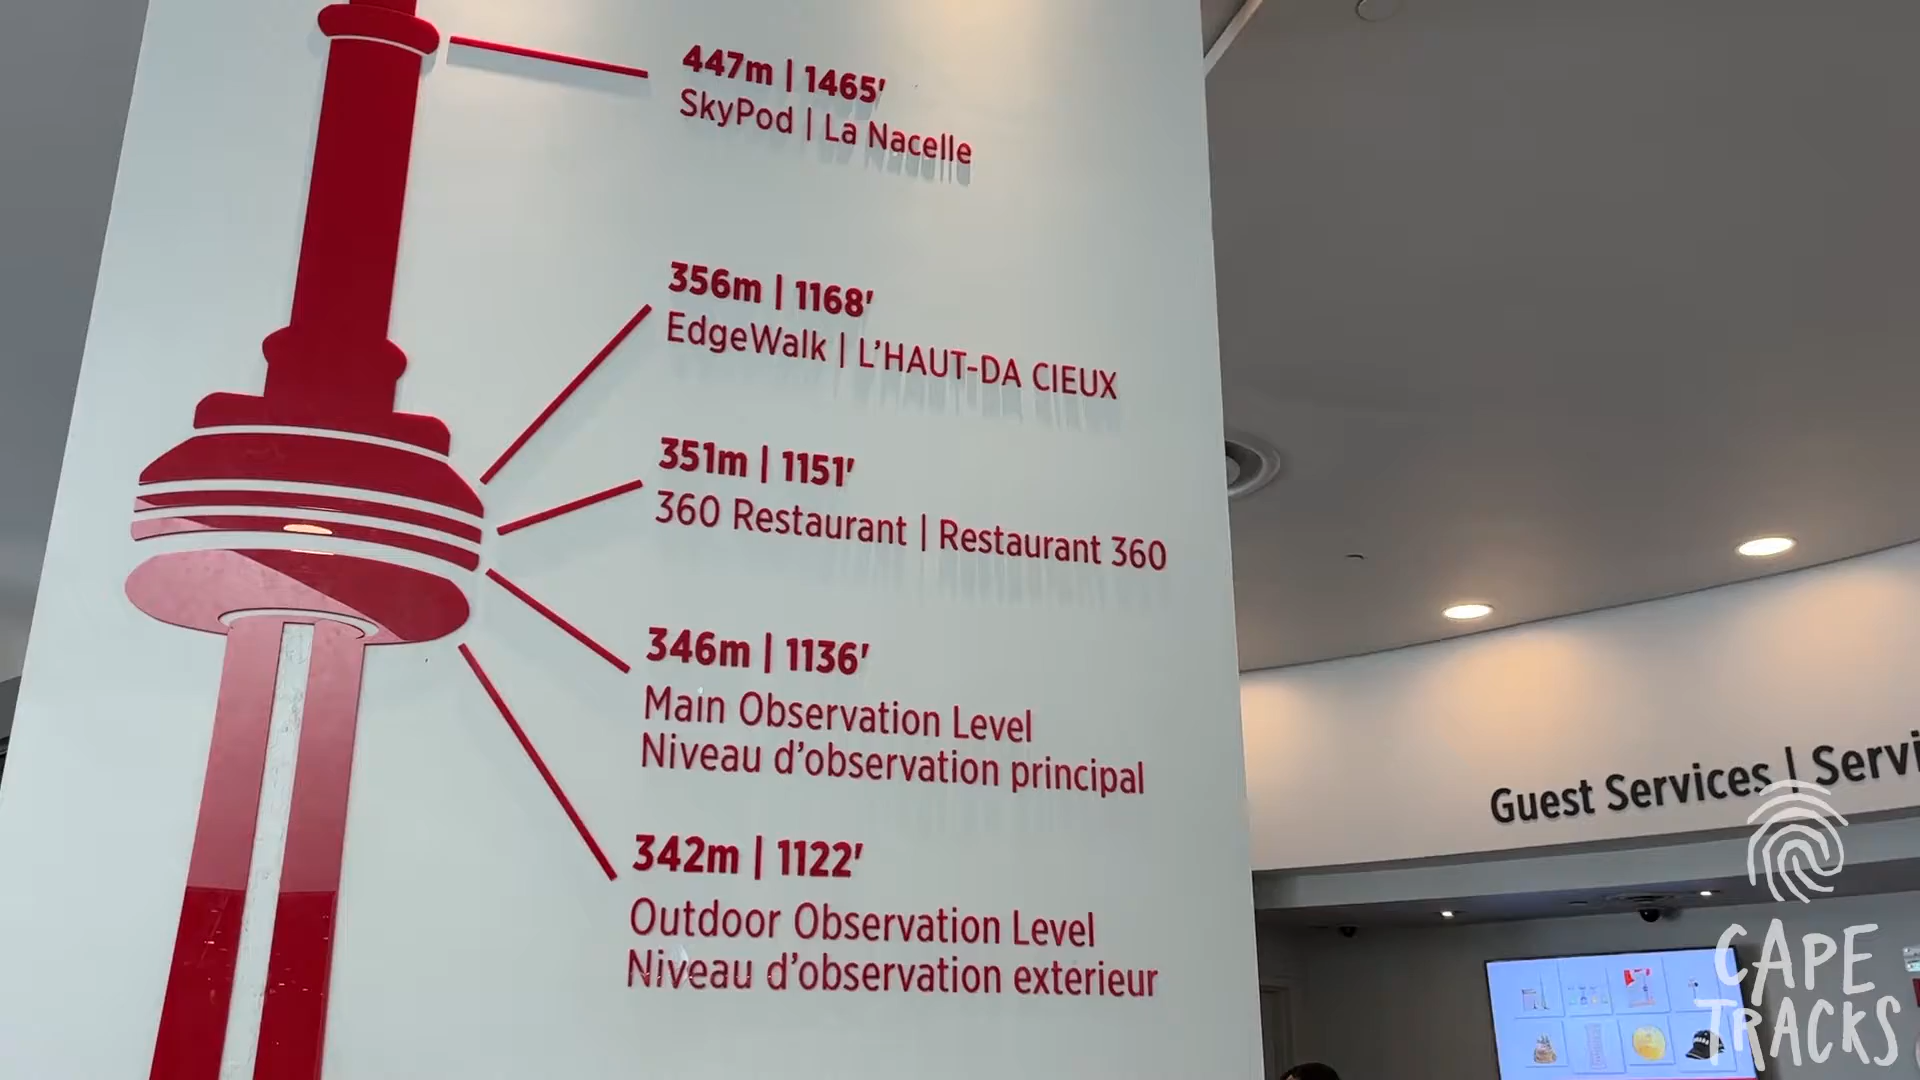 447m | 1465'
SkyPod | La Nacelle
356m | 1168'
EdgeWalk | L'HAUT-DA CIEUX
351m | 1151'
360 Restaurant | Restaurant 360
346m | 1136'
Main Observation Level
Niveau d'observation principal
342m | 1122'
Outdoor Observation Level
Niveau d'observation exterieur
Guest Services | Servi
CAPE
TRACKS